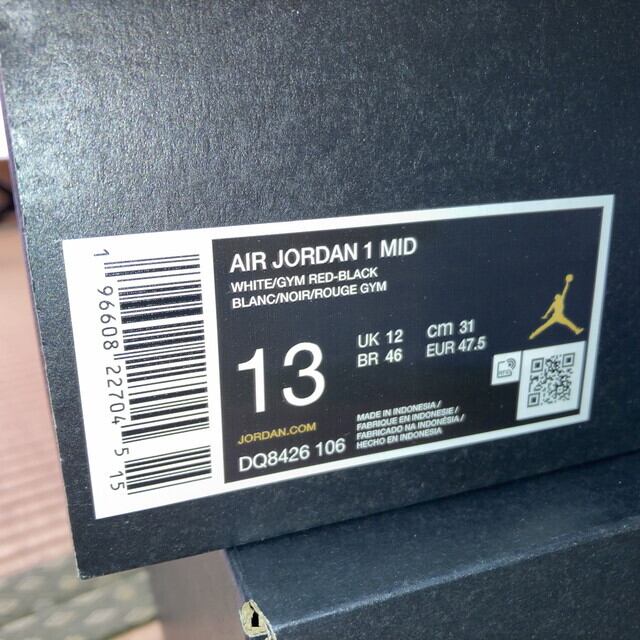 1 96608 22704 5 15
AIR JORDAN 1 MID
WHITE/GYM RED-BLACK
BLANC/NOIR/ROUGE GYM
13
UK 12 CM 31
BR 46 EUR 47.5
JORDAN.COM
DQ8426 106
MADE IN INDONESIA /
FABRIQUE EN INDONESIE /
FABRICADO NA INDONÉSIA /
HECHO EN INDONESIA